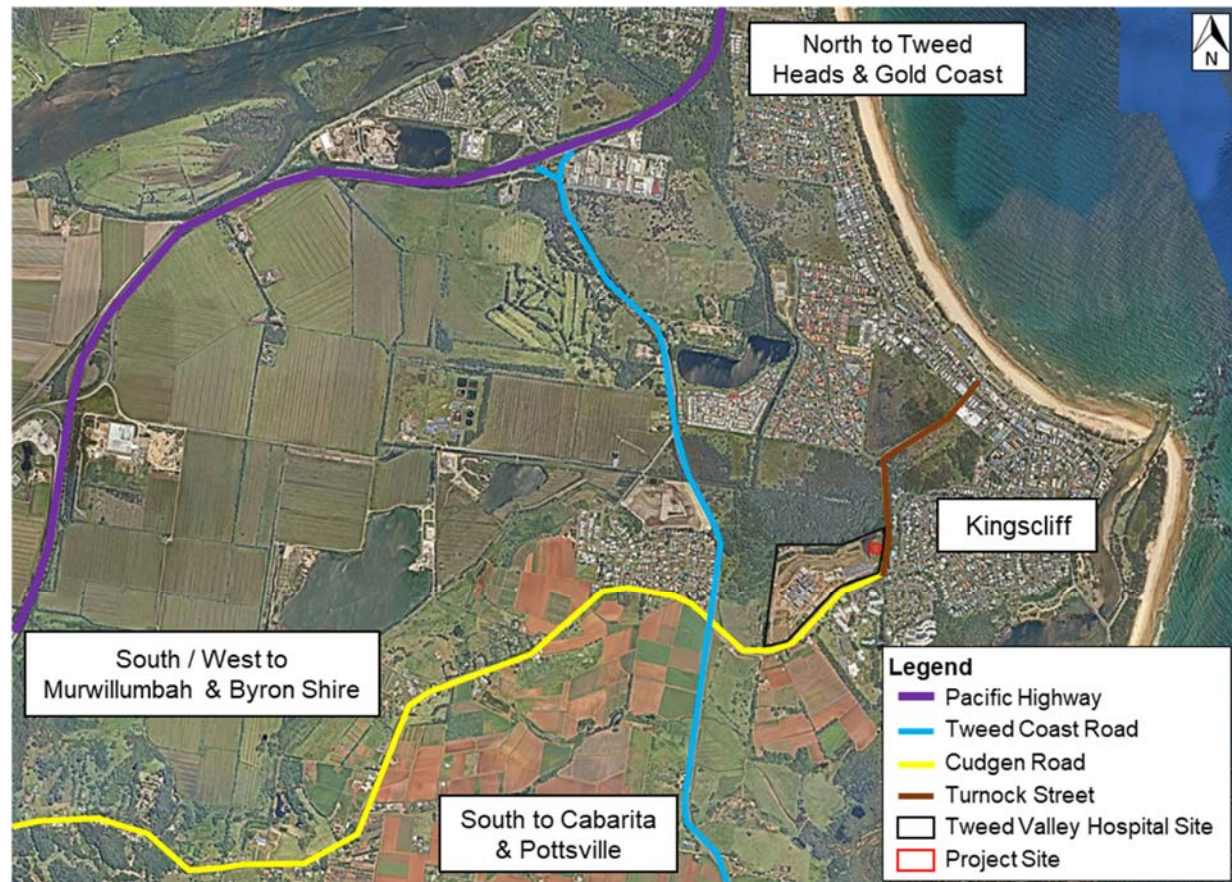 North to Tweed
Heads & Gold Coast
N
Kingscliff
South / West to
Murwillumbah & Byron Shire
South to Cabarita
& Pottsville
Legend
Pacific Highway
Tweed Coast Road
Cudgen Road
Turnock Street
Tweed Valley Hospital Site
Project Site